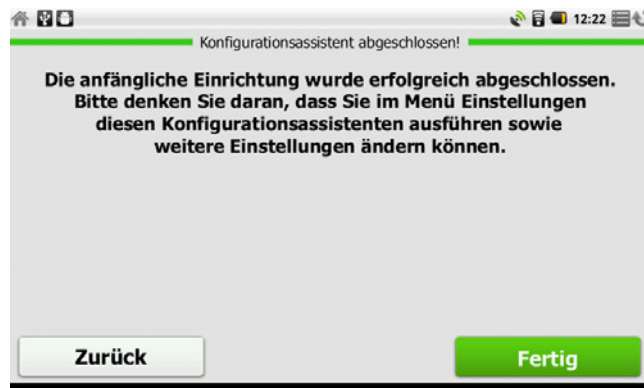 12:22
Konfigurationsassistent abgeschlossen!
Die anfängliche Einrichtung wurde erfolgreich abgeschlossen.
Bitte denken Sie daran, dass Sie im Menü Einstellungen
diesen Konfigurationsassistenten ausführen sowie
weitere Einstellungen ändern können.
Zurück
Fertig